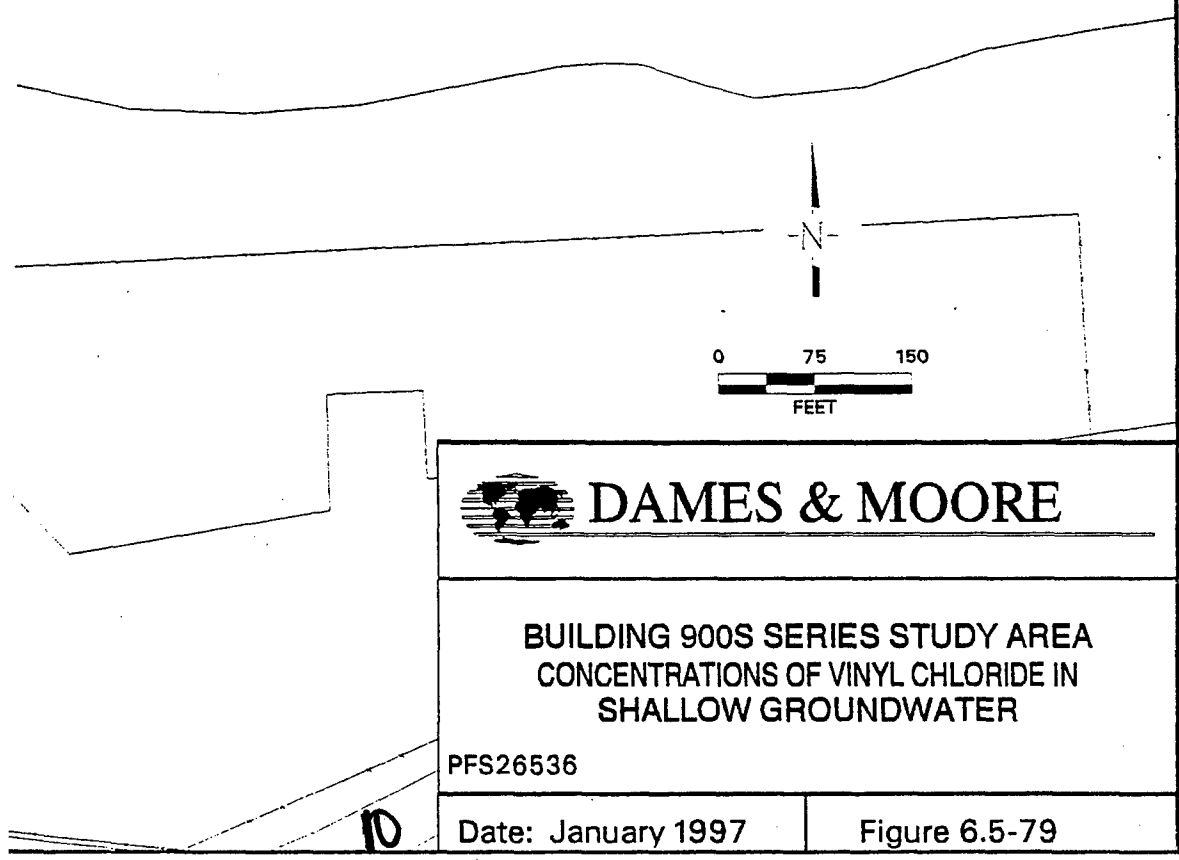 N
0 75 150
FEET
DAMES & MOORE
BUILDING 900S SERIES STUDY AREA
CONCENTRATIONS OF VINYL CHLORIDE IN
SHALLOW GROUNDWATER
PFS26536
10
Date: January 1997
Figure 6.5-79